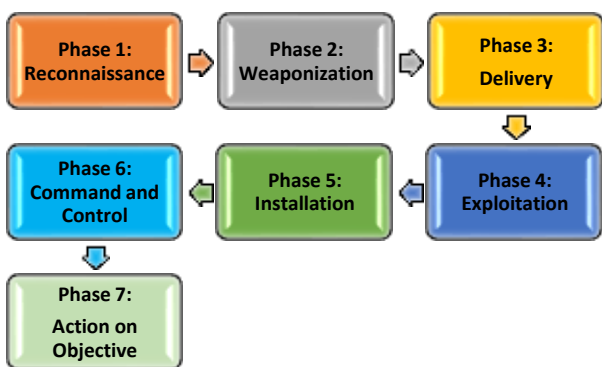 Phase 1:
Reconnaissance
Phase 2:
Weaponization
Phase 3:
Delivery
Phase 4:
Exploitation
Phase 5:
Installation
Phase 6:
Command and
Control
Phase 7:
Action on
Objective